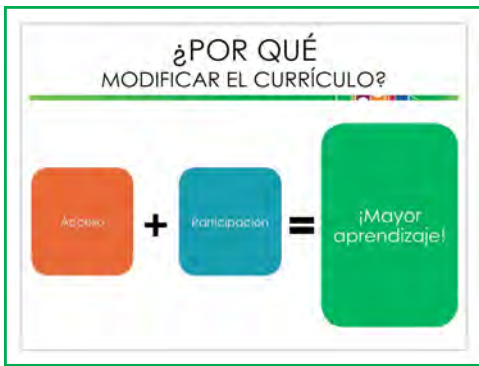 ¿POR QUÉ
MODIFICAR EL CURRÍCULO?
Acceso
+
Participación
=
¡Mayor
aprendizaje!